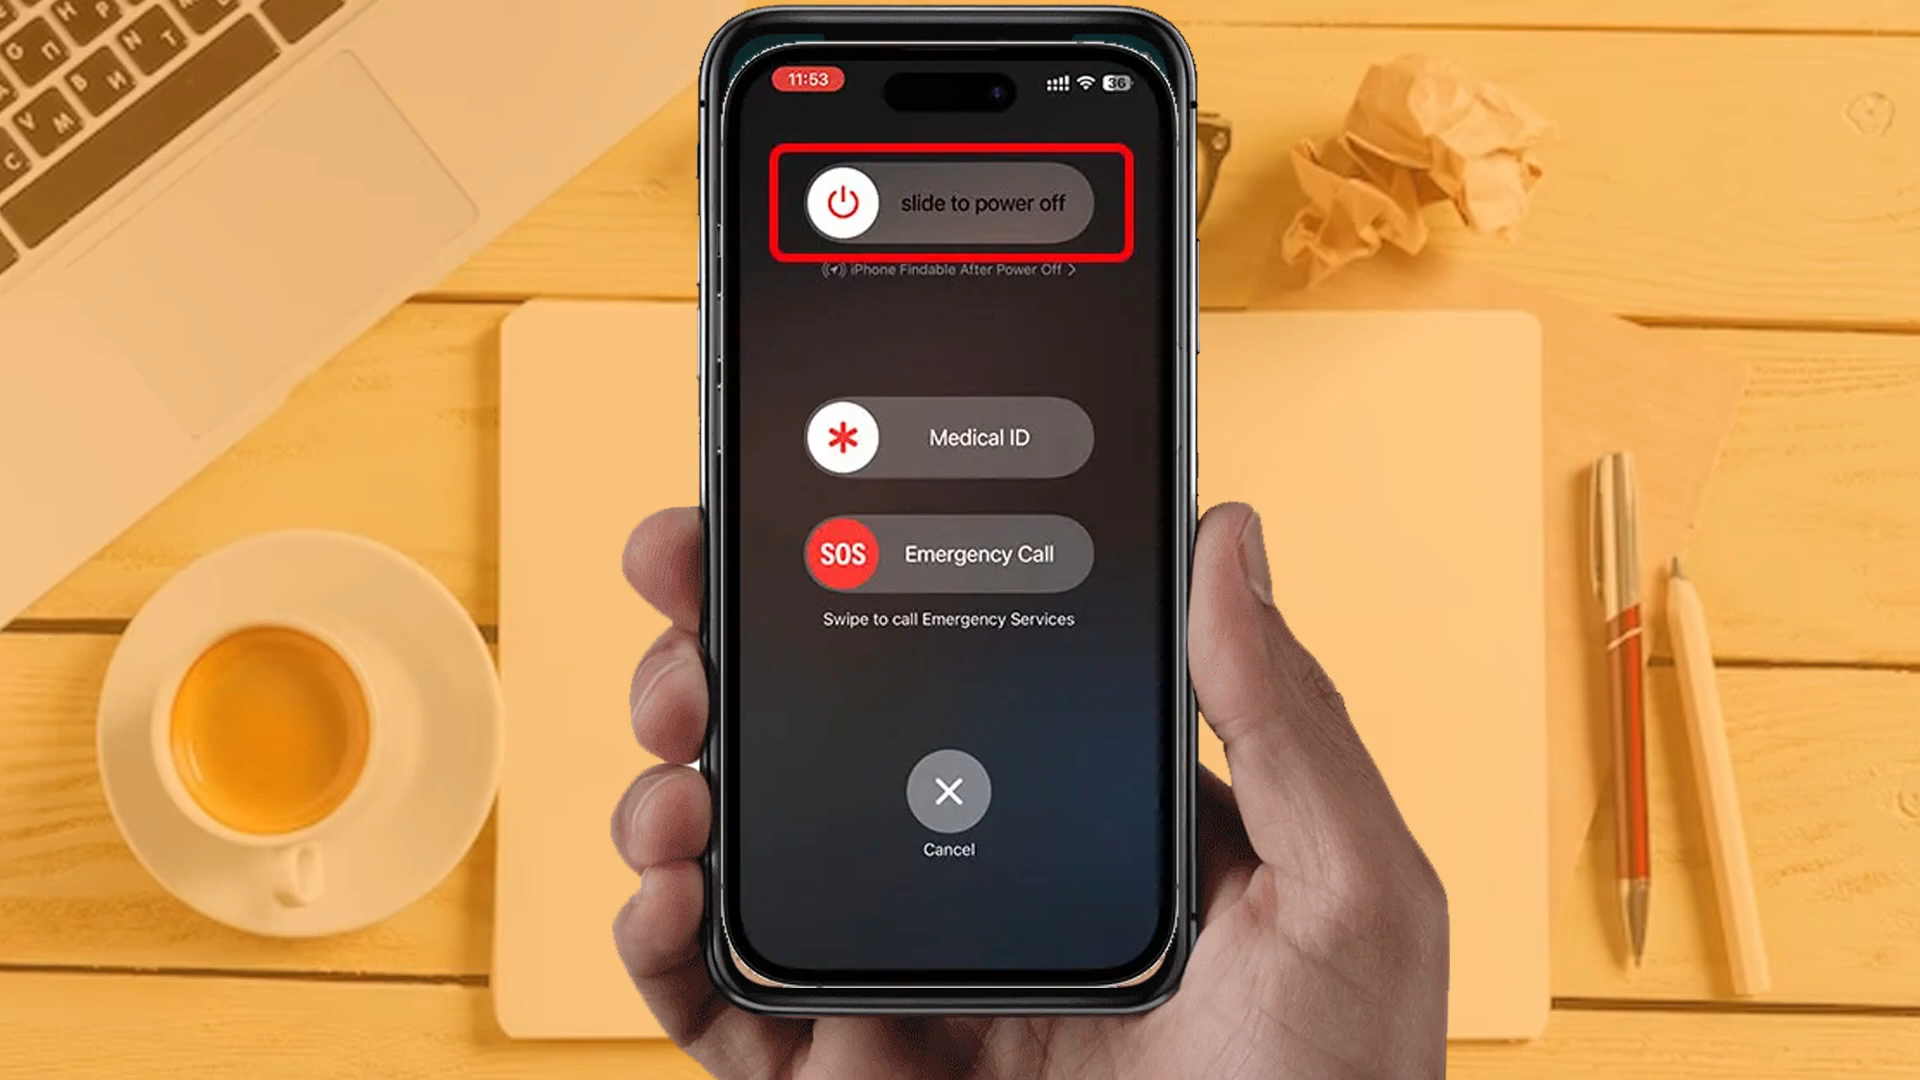 11:53
36
slide to power off
iPhone Findable After Power Off
Medical ID
SOS
Emergency Call
Swipe to call Emergency Services
Cancel